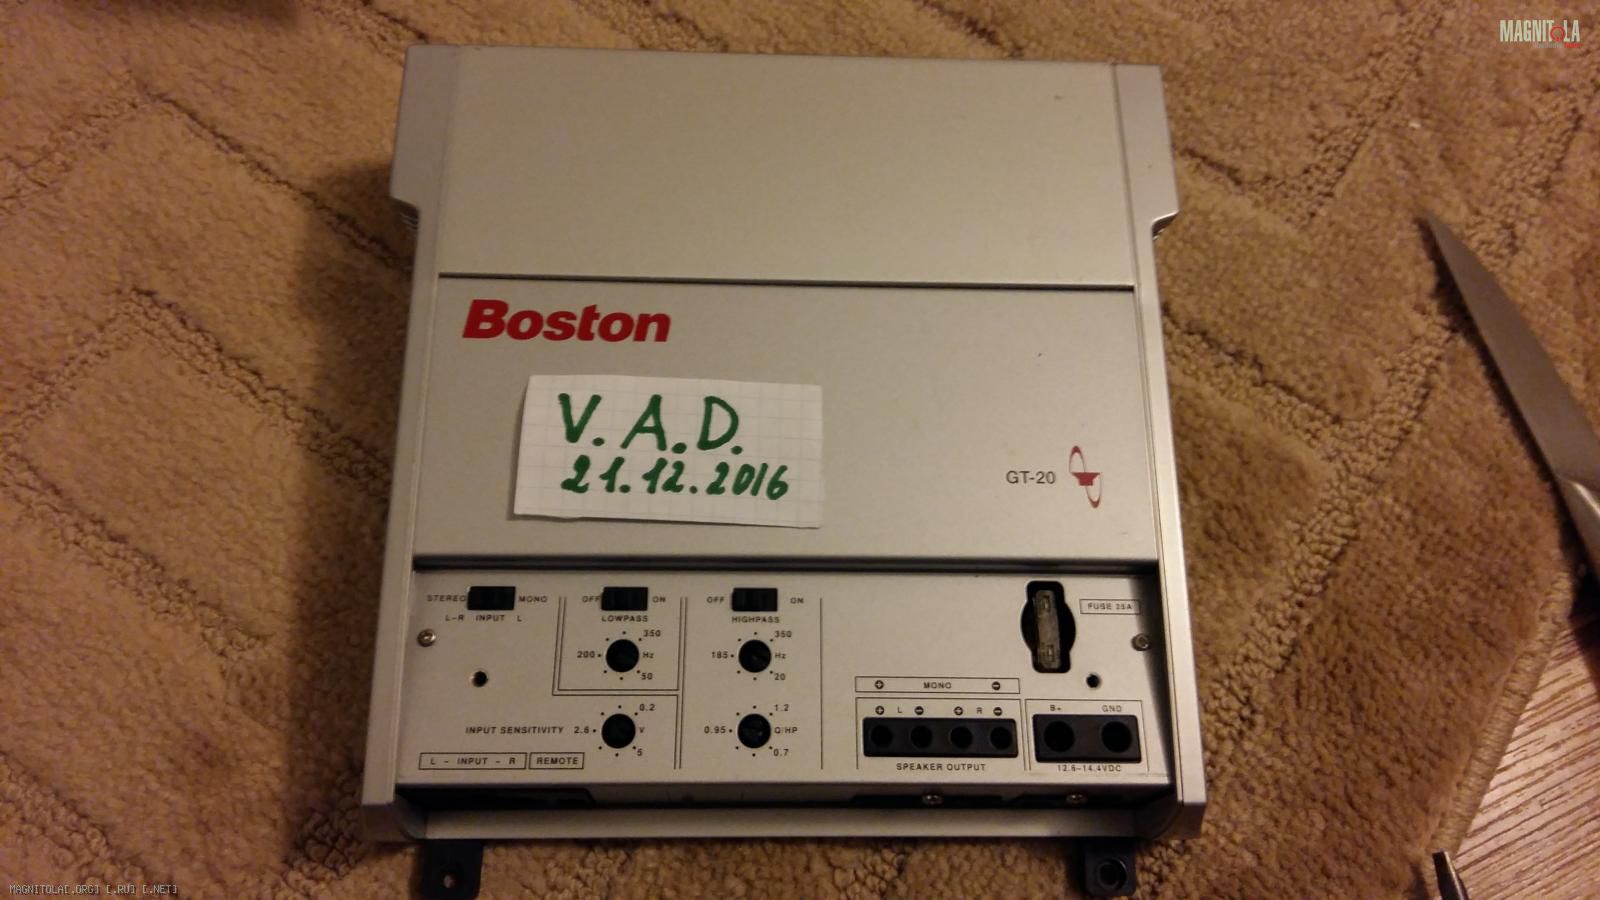 MAGNITOLA
Boston
V. A. D.
21.12.2016
GT-20
STEREO MONO
L-R INPUT L
OFF ON
LOWPASS
350
200 Hz
50
OFF ON
HIGHPASS
350
185 Hz
20
FUSE 25A
INPUT SENSITIVITY
0.2
2.6 V
5
1.2
0.95 Q/HP
0.7
L - INPUT - R
REMOTE
+ MONO -
+ L - + R -
SPEAKER OUTPUT
B+ GND
12.6-14.4VDC
MAGNITOLA[.ORG] [.RU] [.NET]